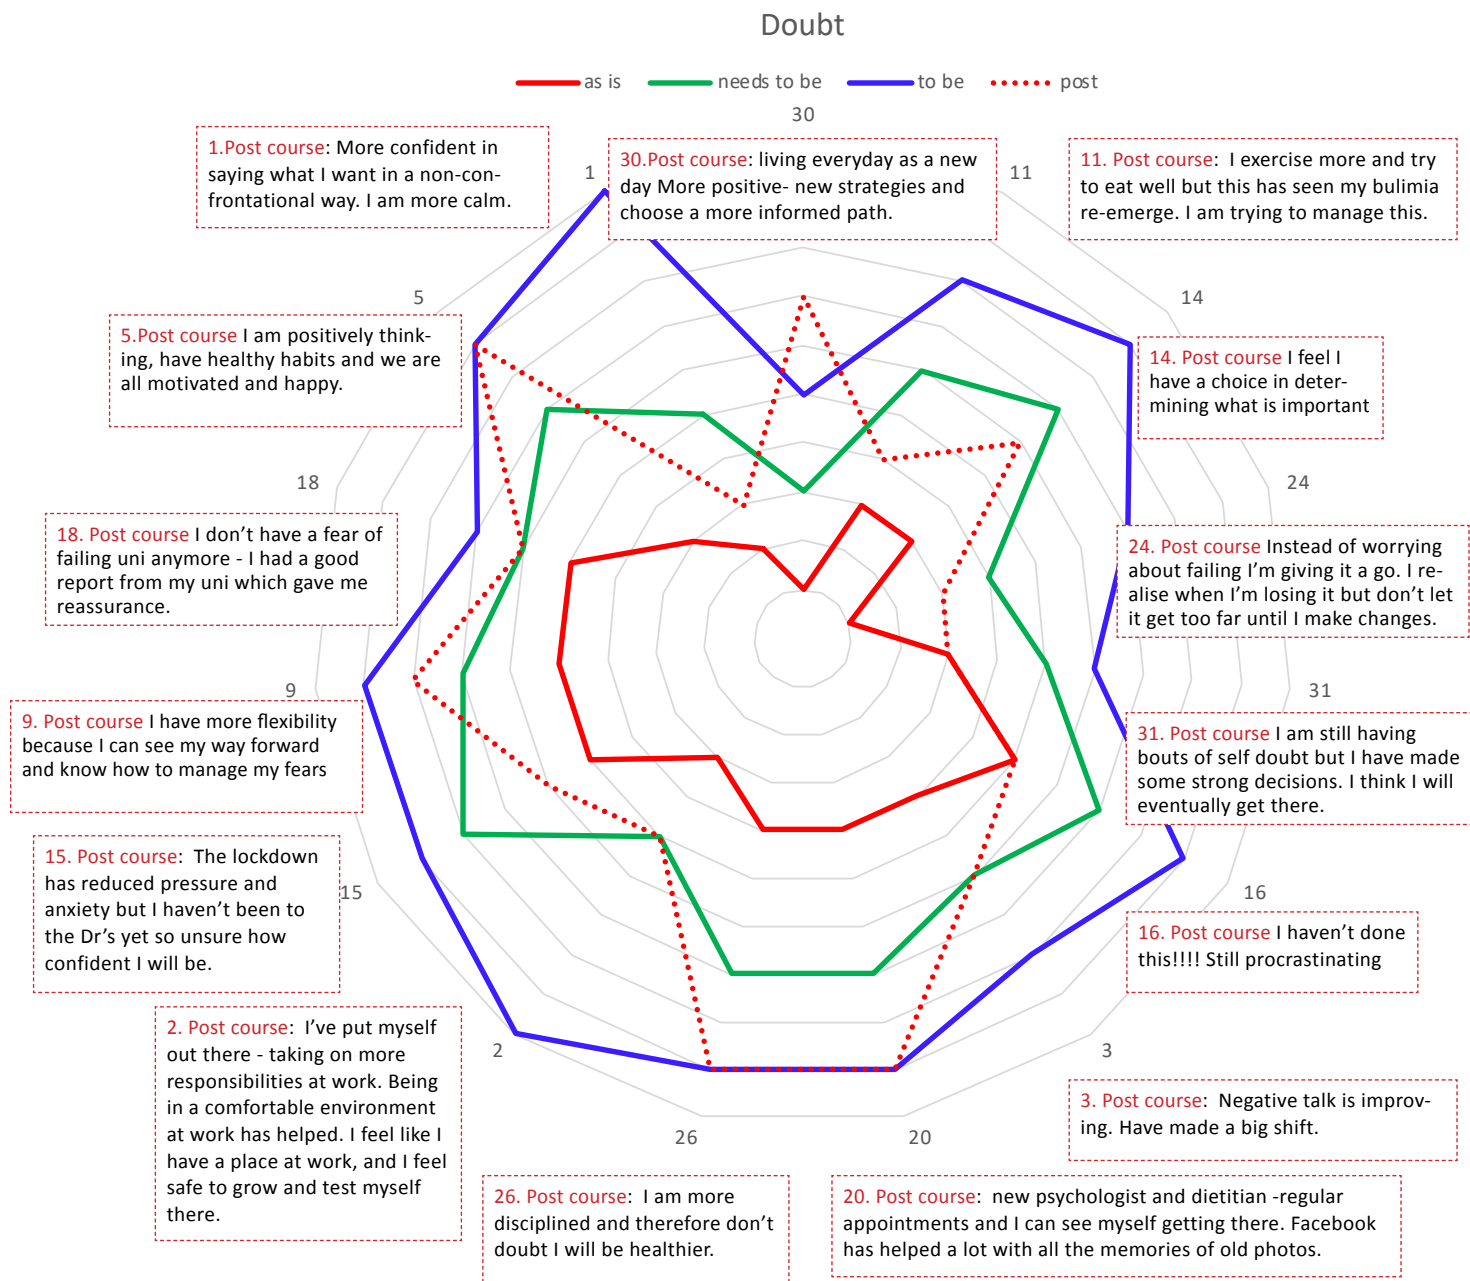 Doubt
as is
needs to be
to be
post
30
1.Post course: More confident in
saying what I want in a non-con-
frontational way. I am more calm.
1
30.Post course: living everyday as a new
day More positive- new strategies and
choose a more informed path.
11
11. Post course:  I exercise more and try
to eat well but this has seen my bulimia
re-emerge. I am trying to manage this.
5
14
5.Post course I am positively think-
ing, have healthy habits and we are
all motivated and happy.
14. Post course I feel I
have a choice in deter-
mining what is important
18
24
18. Post course I don’t have a fear of
failing uni anymore - I had a good
report from my uni which gave me
reassurance.
24. Post course Instead of worrying
about failing I’m giving it a go. I re-
alise when I’m losing it but don’t let
it get too far until I make changes.
9
31
9. Post course I have more flexibility
because I can see my way forward
and know how to manage my fears
31. Post course I am still having
bouts of self doubt but I have made
some strong decisions. I think I will
eventually get there.
15. Post course:  The lockdown
has reduced pressure and
anxiety but I haven’t been to
the Dr’s yet so unsure how
confident I will be.
15
16
16. Post course I haven’t done
this!!!! Still procrastinating
2. Post course:  I’ve put myself
out there - taking on more
responsibilities at work. Being
in a comfortable environment
at work has helped. I feel like I
have a place at work, and I feel
safe to grow and test myself
there.
2
3
3. Post course:  Negative talk is improv-
ing. Have made a big shift.
26
20
26. Post course:  I am more
disciplined and therefore don’t
doubt I will be healthier.
20. Post course:  new psychologist and dietitian -regular
appointments and I can see myself getting there. Facebook
has helped a lot with all the memories of old photos.